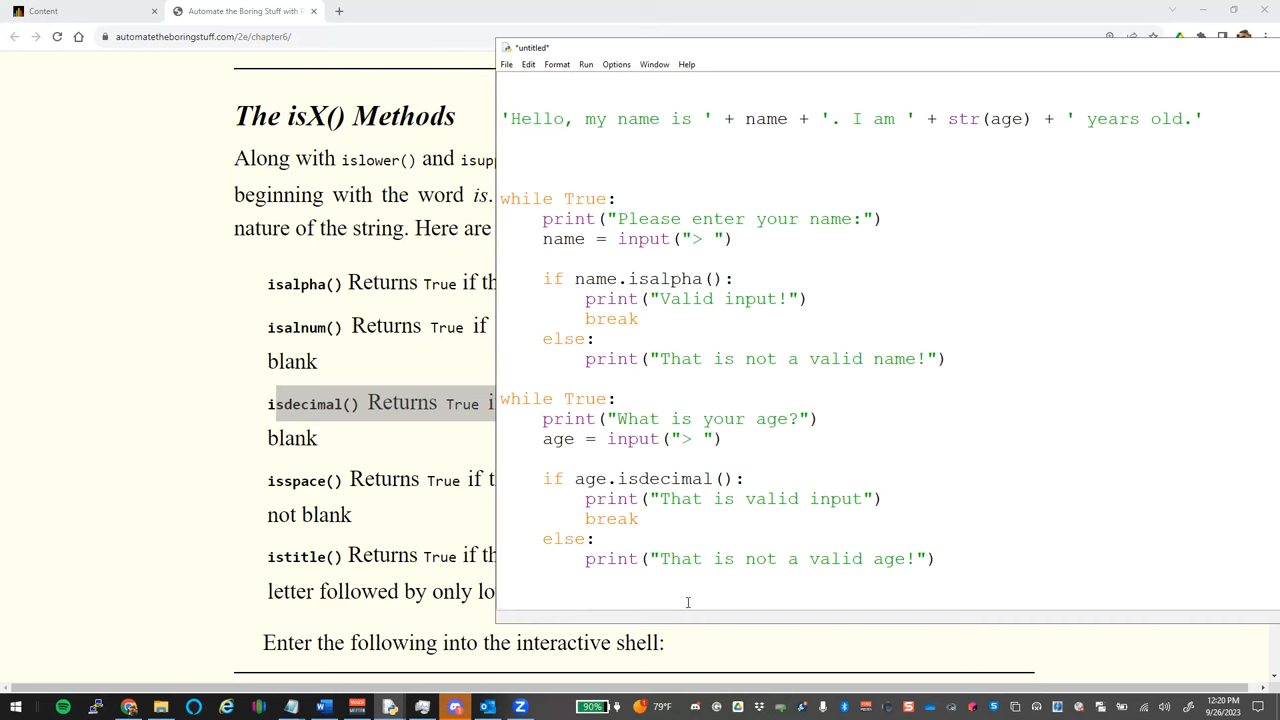 Content
Automate the Boring Stuff with P
automatetheboringstuff.com/2e/chapter6/
The isX() Methods
Along with islower() and isupp
beginning with the word is.
nature of the string. Here are
isalpha() Returns True if th
isalnum() Returns True if
blank
isdecimal() Returns True i
blank
isspace() Returns True if t
not blank
istitle() Returns True if th
letter followed by only lo
Enter the following into the interactive shell:
*untitled*
File Edit Format Run Options Window Help
'Hello, my name is ' + name + '. I am ' + str(age) + ' years old.'
while True:
print("Please enter your name:")
name = input("> ")
if name.isalpha():
print("Valid input!")
break
else:
print("That is not a valid name!")
while True:
print("What is your age?")
age = input("> ")
if age.isdecimal():
print("That is valid input")
break
else:
print("That is not a valid age!")
90%
79°F
12:20 PM
9/26/2023